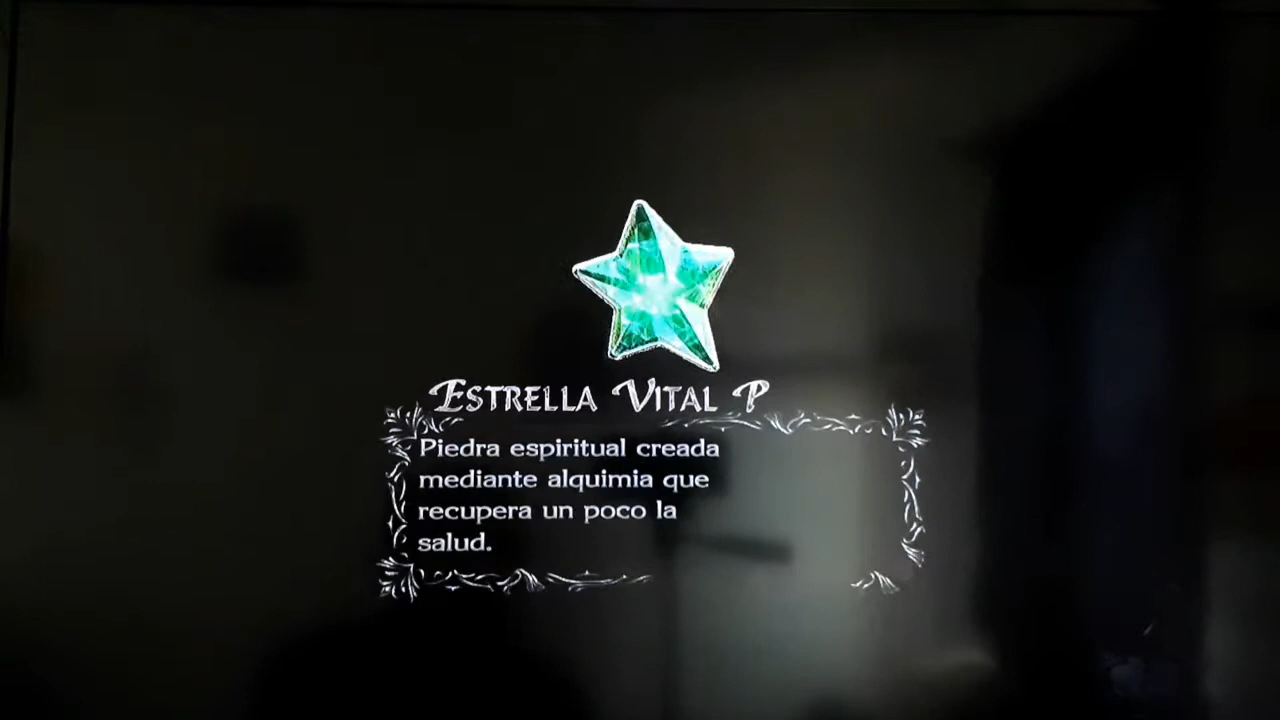 Estrella Vital P
Piedra espiritual creada
mediante alquimia que
recupera un poco la
salud.